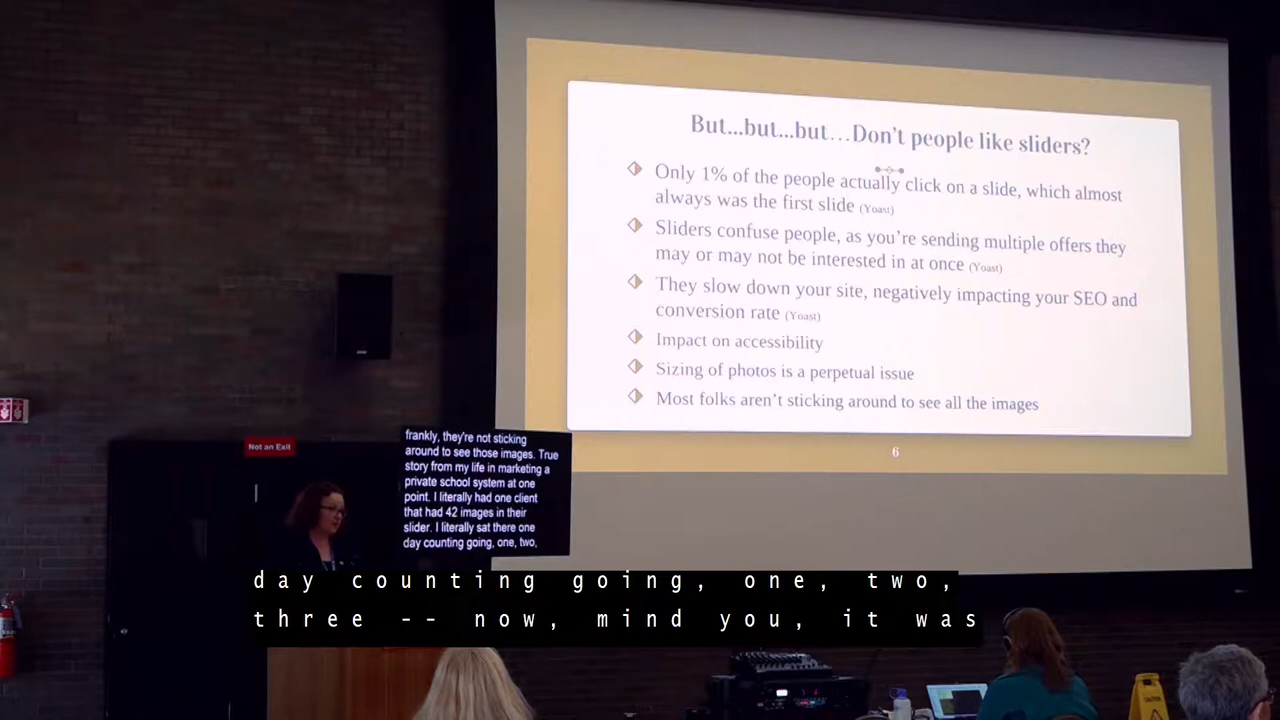 But...but...but...Don't people like sliders?
Only 1% of the people actually click on a slide, which almost
always was the first slide (Yoast)
Sliders confuse people, as you're sending multiple offers they
may or may not be interested in at once (Yoast)
They slow down your site, negatively impacting your SEO and
conversion rate (Yoast)
Impact on accessibility
Sizing of photos is a perpetual issue
Most folks aren't sticking around to see all the images
6
Not an Exit
frankly, they're not sticking
around to see those images. True
story from my life in marketing a
private school system at one
point. I literally had one client
that had 42 images in their
slider. I literally sat there one
day counting going, one, two,
day counting going, one, two,
three -- now, mind you, it was
CAUTION